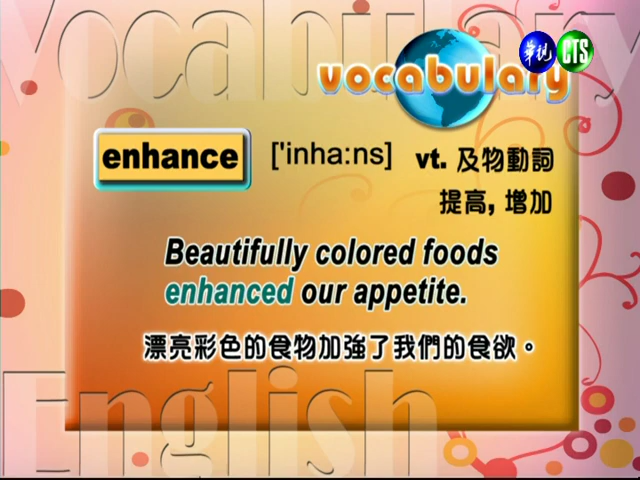 Vocabulary
華視 CTS
vocabulary
enhance ['inha:ns] vt. 及物動詞
提高, 增加
Beautifully colored foods
enhanced our appetite.
漂亮彩色的食物加強了我們的食欲。
English